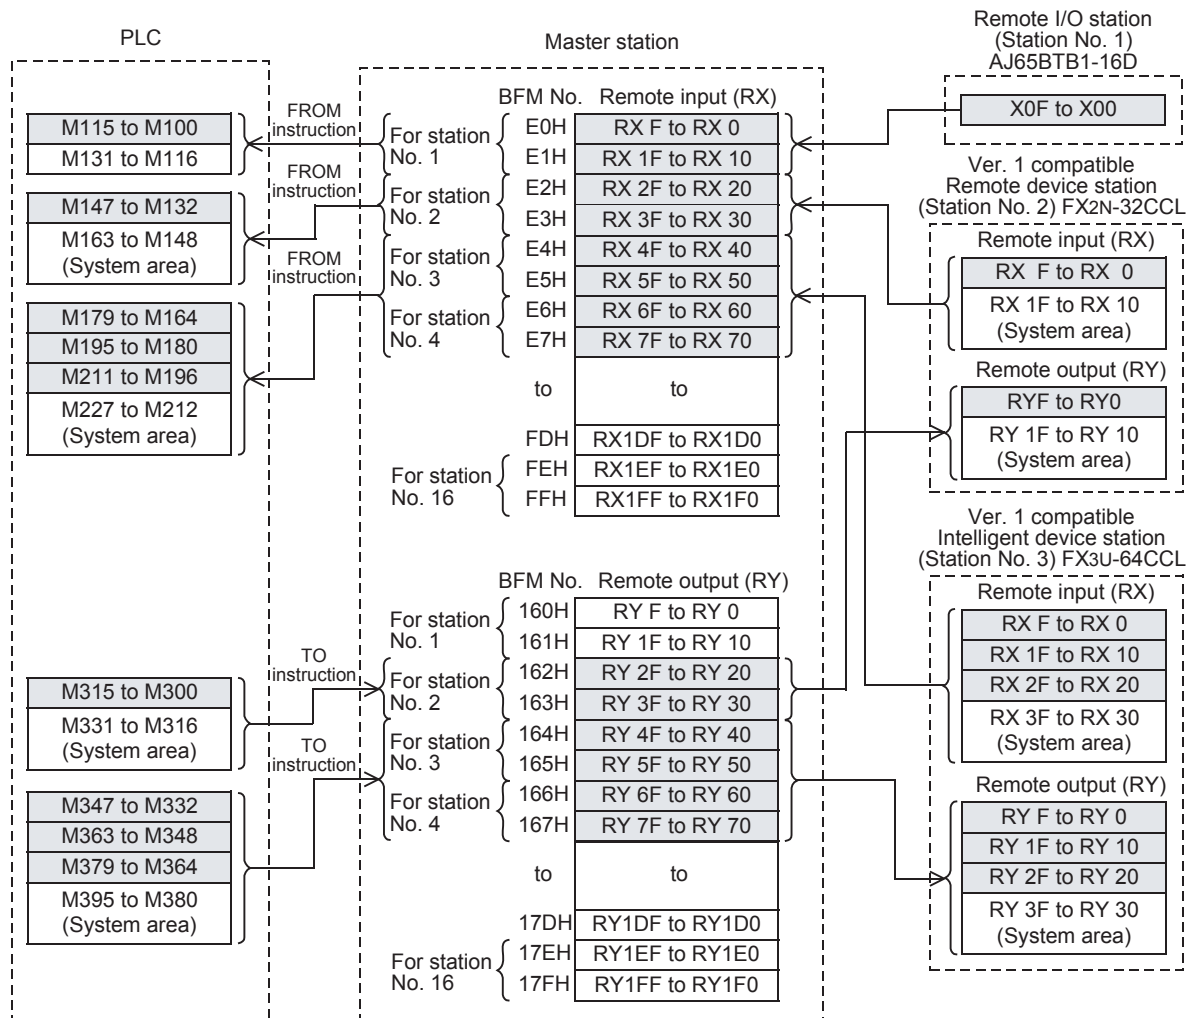 PLC
M115 to M100
M131 to M116
M147 to M132
M163 to M148
(System area)
M179 to M164
M195 to M180
M211 to M196
M227 to M212
(System area)
M315 to M300
M331 to M316
(System area)
M347 to M332
M363 to M348
M379 to M364
M395 to M380
(System area)
FROM
instruction
FROM
instruction
FROM
instruction
TO
instruction
TO
instruction
Master station
BFM No. Remote input (RX)
For station
No. 1
E0H RX F to RX 0
E1H RX 1F to RX 10
For station
No. 2
E2H RX 2F to RX 20
E3H RX 3F to RX 30
For station
No. 3
E4H RX 4F to RX 40
E5H RX 5F to RX 50
For station
No. 4
E6H RX 6F to RX 60
E7H RX 7F to RX 70
to to
FDH RX1DF to RX1D0
For station
No. 16
FEH RX1EF to RX1E0
FFH RX1FF to RX1F0
BFM No. Remote output (RY)
For station
No. 1
160H RY F to RY 0
161H RY 1F to RY 10
For station
No. 2
162H RY 2F to RY 20
163H RY 3F to RY 30
For station
No. 3
164H RY 4F to RY 40
165H RY 5F to RY 50
For station
No. 4
166H RY 6F to RY 60
167H RY 7F to RY 70
to to
17DH RY1DF to RY1D0
For station
No. 16
17EH RY1EF to RY1E0
17FH RY1FF to RY1F0
Remote I/O station
(Station No. 1)
AJ65BTB1-16D
X0F to X00
Ver. 1 compatible
Remote device station
(Station No. 2) FX2N-32CCL
Remote input (RX)
RX F to RX 0
RX 1F to RX 10
(System area)
Remote output (RY)
RYF to RY0
RY 1F to RY 10
(System area)
Ver. 1 compatible
Intelligent device station
(Station No. 3) FX3U-64CCL
Remote input (RX)
RX F to RX 0
RX 1F to RX 10
RX 2F to RX 20
RX 3F to RX 30
(System area)
Remote output (RY)
RY F to RY 0
RY 1F to RY 10
RY 2F to RY 20
RY 3F to RY 30
(System area)